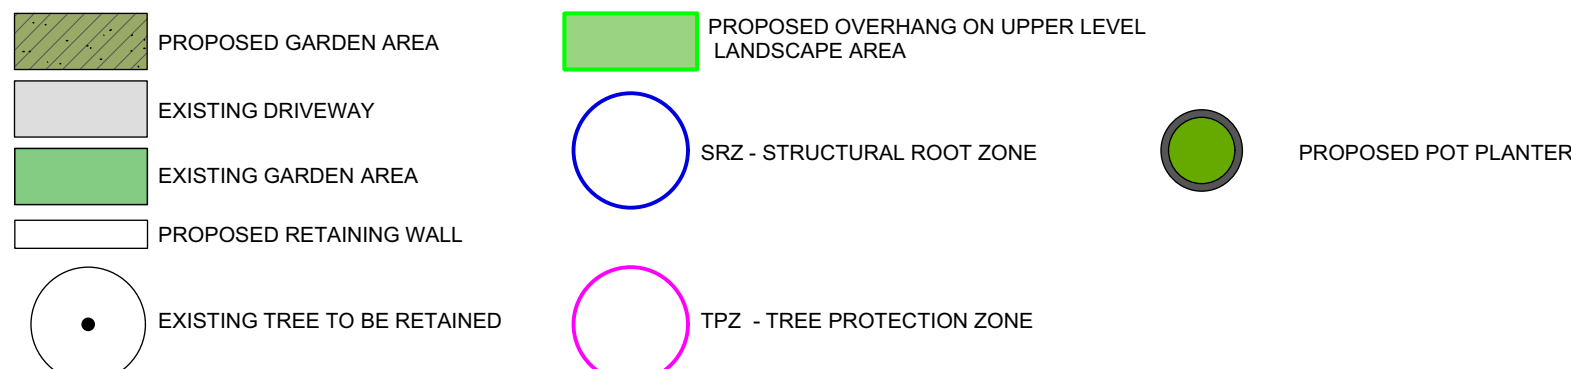 PROPOSED GARDEN AREA
EXISTING DRIVEWAY
EXISTING GARDEN AREA
PROPOSED RETAINING WALL
EXISTING TREE TO BE RETAINED
PROPOSED OVERHANG ON UPPER LEVEL
LANDSCAPE AREA
SRZ - STRUCTURAL ROOT ZONE
TPZ - TREE PROTECTION ZONE
PROPOSED POT PLANTER